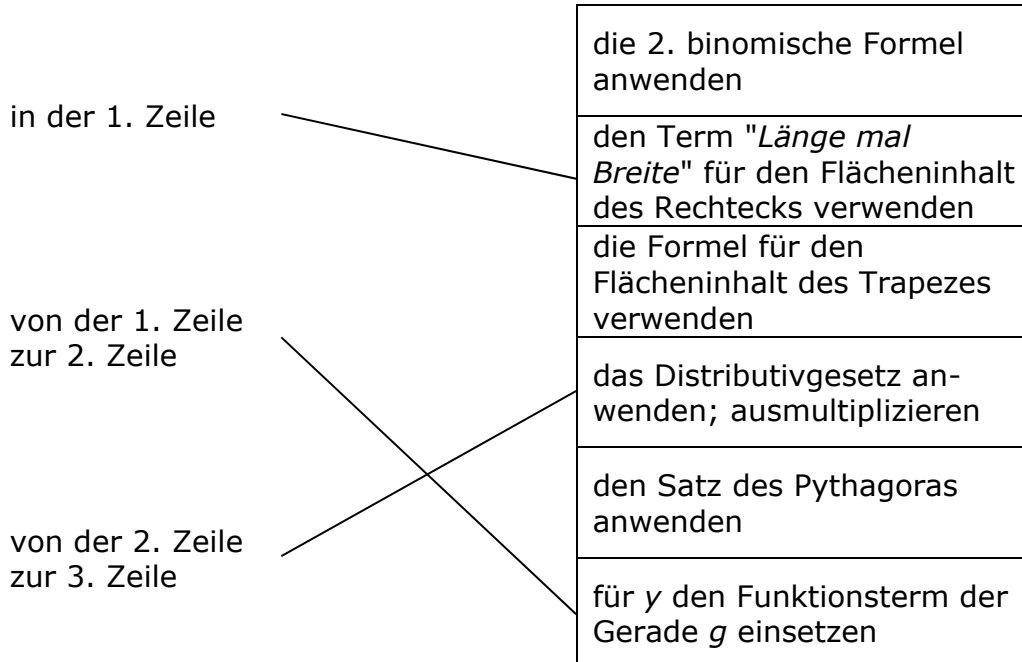 in der 1. Zeile
von der 1. Zeile
zur 2. Zeile
von der 2. Zeile
zur 3. Zeile
die 2. binomische Formel
anwenden
den Term "Länge mal
Breite" für den Flächeninhalt
des Rechtecks verwenden
die Formel für den
Flächeninhalt des Trapezes
verwenden
das Distributivgesetz an-
wenden; ausmultiplizieren
den Satz des Pythagoras
anwenden
für y den Funktionsterm der
Gerade g einsetzen